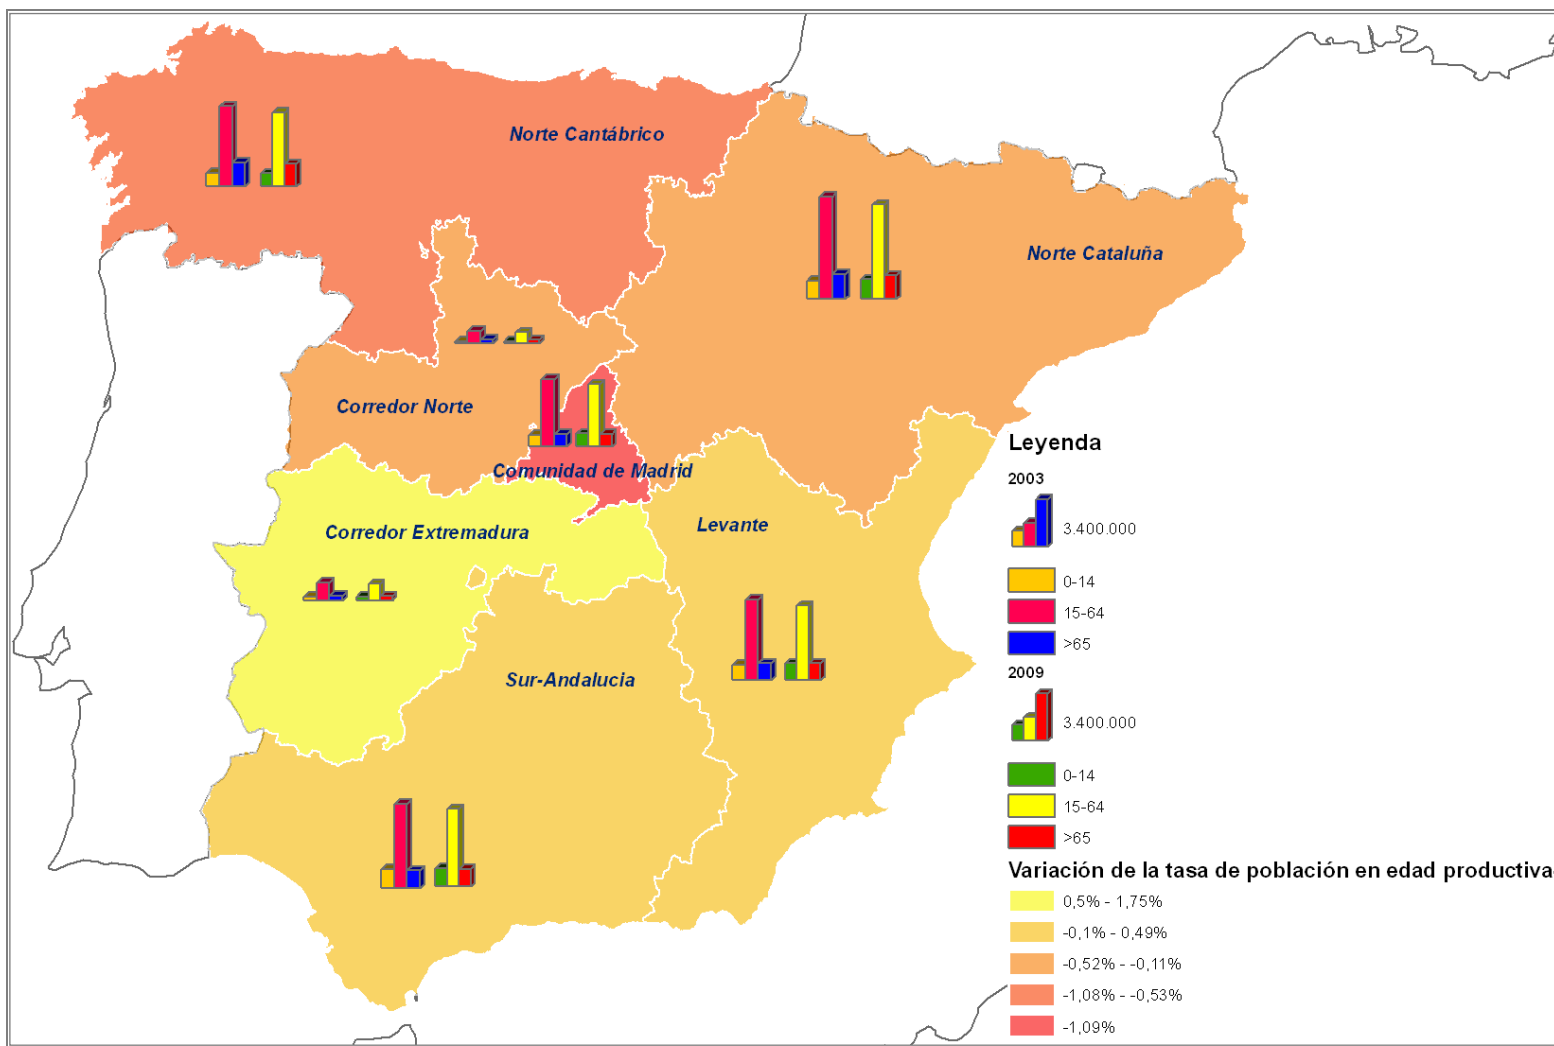 Norte Cantábrico
Norte Cataluña
Corredor Norte
Comunidad de Madrid
Corredor Extremadura
Levante
Sur-Andalucia
Leyenda
2003
3.400.000
0-14
15-64
>65
2009
3.400.000
0-14
15-64
>65
Variación de la tasa de población en edad productiva
0,5% - 1,75%
-0,1% - 0,49%
-0,52% - -0,11%
-1,08% - -0,53%
-1,09%